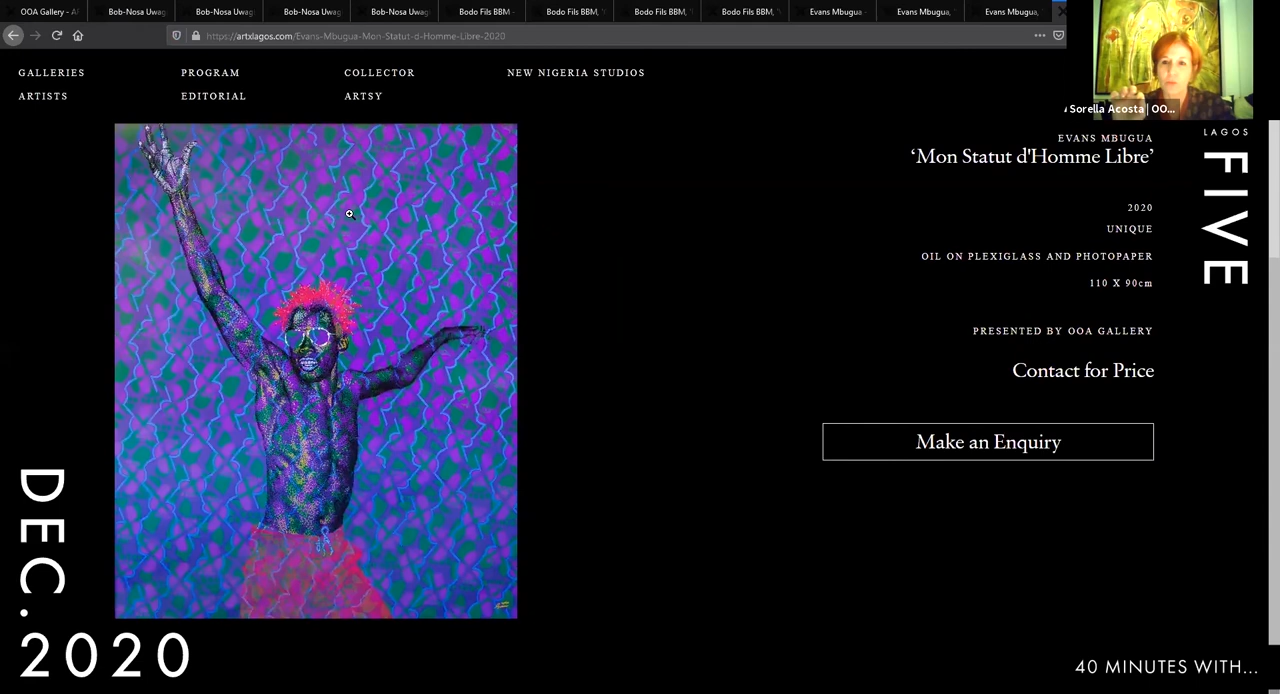 OOA Gallery - AF
Bob-Nosa Uwag
Bob-Nosa Uwag
Bob-Nosa Uwag
Bob-Nosa Uwag
Bodo Fils BBM -
Bodo Fils BBM, '
Bodo Fils BBM, '
Bodo Fils BBM, '
Evans Mbugua -
Evans Mbugua,
Evans Mbugua,
https://artxlagos.com/Evans-Mbugua-Mon-Statut-d-Homme-Libre-2020
GALLERIES
PROGRAM
COLLECTOR
NEW NIGERIA STUDIOS
ARTISTS
EDITORIAL
ARTSY
Sorella Acosta | OO...
LAGOS
FIVE
EVANS MBUGUA
‘Mon Statut d'Homme Libre’
2020
UNIQUE
OIL ON PLEXIGLASS AND PHOTOPAPER
110 X 90cm
PRESENTED BY OOA GALLERY
Contact for Price
Make an Enquiry
DEC.
2020
40 MINUTES WITH...